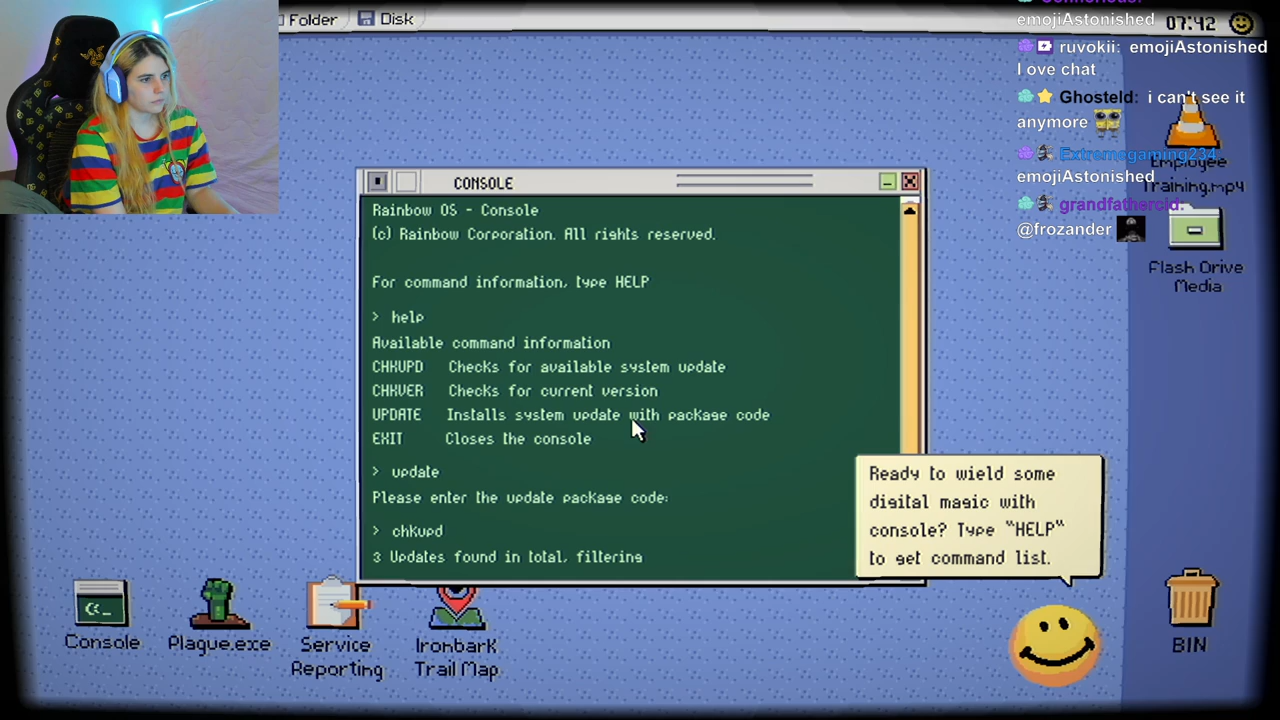 Folder
Disk
07:42
emojiAstonished
ruvokii: emojiAstonished
I love chat
Ghosteld: i can't see it
anymore
Extremegaming234:
emojiAstonished
grandfathercid:
@frozander
Employee
Training.mp4
Flash Drive
Media
CONSOLE
Rainbow OS - Console
(c) Rainbow Corporation. All rights reserved.
For command information, type HELP
> help
Available command information
CHKUPD Checks for available system update
CHKVER Checks for current version
UPDATE Installs system update with package code
EXIT Closes the console
> update
Please enter the update package code:
> chkupd
3 Updates found in total, filtering
Ready to wield some
digital magic with
console? Type "HELP"
to get command list.
Console
Plague.exe
Service
Reporting
Ironbark
Trail Map
BIN